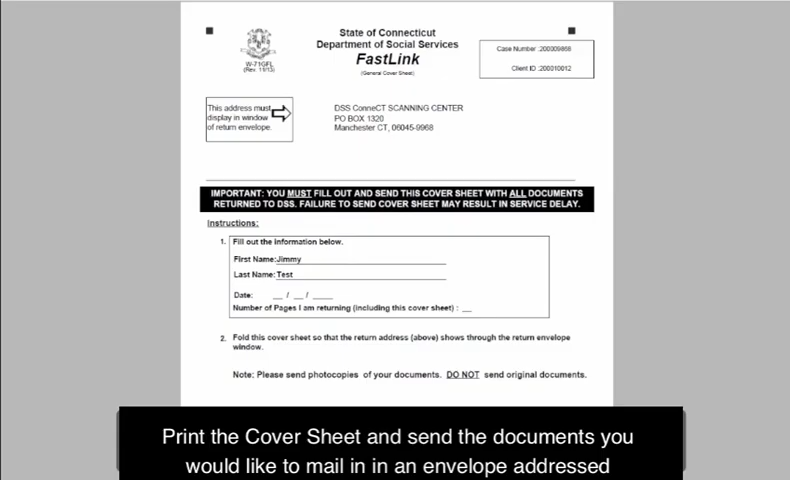 State of Connecticut
Department of Social Services
FastLink
(General Cover Sheet)
W-71GFL
(Rev. 11/13)
Case Number :200009868
Client ID :200010012
This address must
display in window
of return envelope.
DSS ConneCT SCANNING CENTER
PO BOX 1320
Manchester CT, 06045-9968
IMPORTANT: YOU MUST FILL OUT AND SEND THIS COVER SHEET WITH ALL DOCUMENTS
RETURNED TO DSS. FAILURE TO SEND COVER SHEET MAY RESULT IN SERVICE DELAY.
Instructions:
1. Fill out the information below.
First Name:Jimmy
Last Name:Test
Date: __ / __ / ____
Number of Pages I am returning (including this cover sheet) : __
2. Fold this cover sheet so that the return address (above) shows through the return envelope
window.
Note: Please send photocopies of your documents. DO NOT send original documents.
Print the Cover Sheet and send the documents you
would like to mail in in an envelope addressed